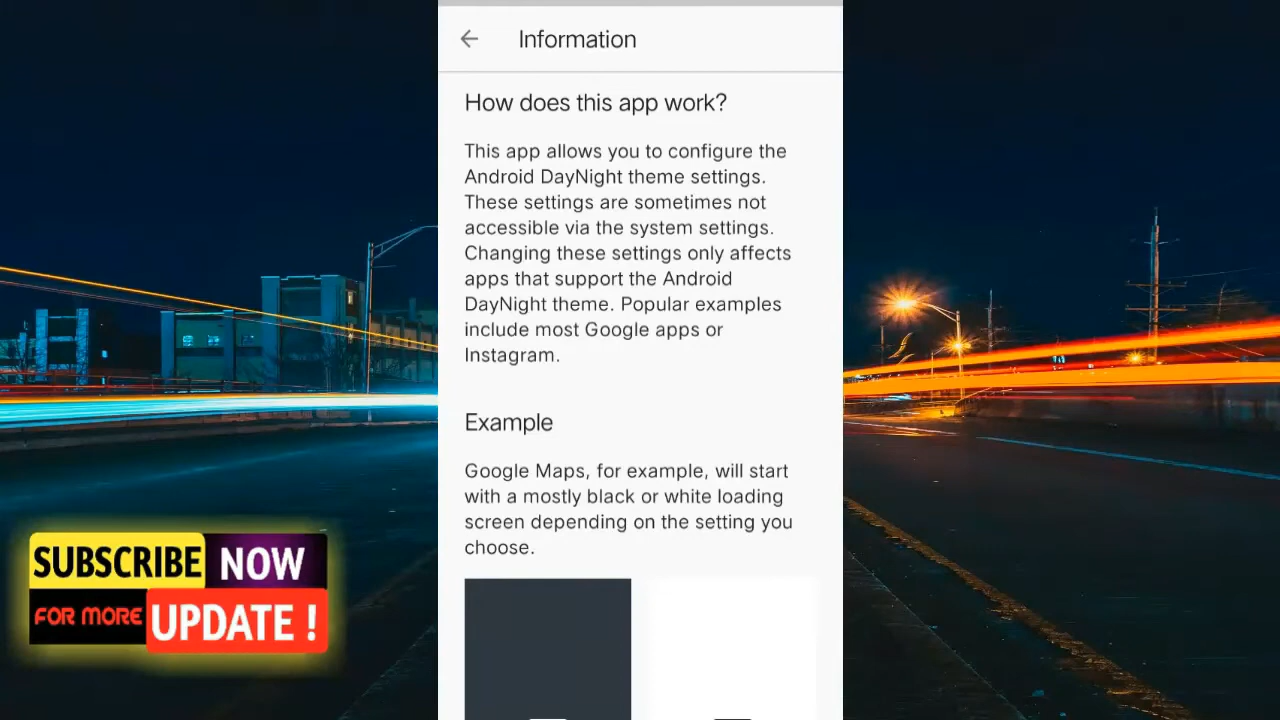 Information
How does this app work?
This app allows you to configure the
Android DayNight theme settings.
These settings are sometimes not
accessible via the system settings.
Changing these settings only affects
apps that support the Android
DayNight theme. Popular examples
include most Google apps or
Instagram.
Example
Google Maps, for example, will start
with a mostly black or white loading
screen depending on the setting you
choose.
SUBSCRIBE NOW
FOR MORE UPDATE !